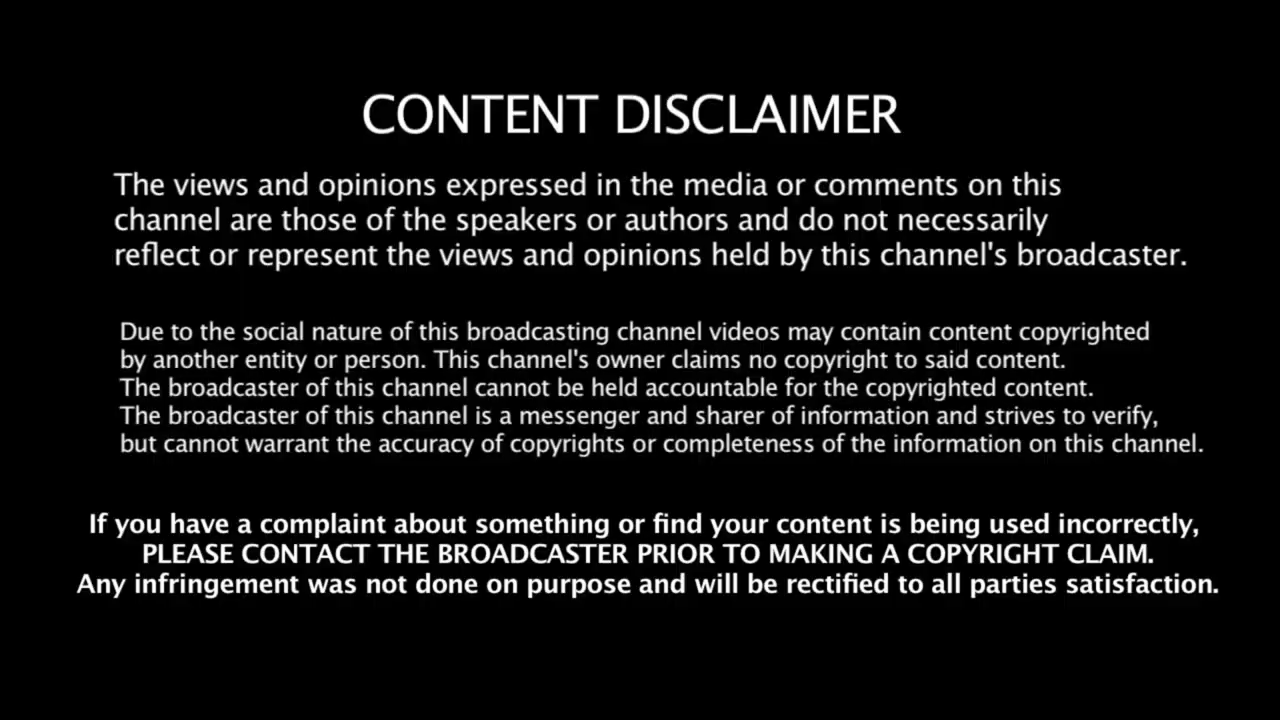 CONTENT DISCLAIMER
The views and opinions expressed in the media or comments on this
channel are those of the speakers or authors and do not necessarily
reflect or represent the views and opinions held by this channel's broadcaster.
Due to the social nature of this broadcasting channel videos may contain content copyrighted
by another entity or person. This channel's owner claims no copyright to said content.
The broadcaster of this channel cannot be held accountable for the copyrighted content.
The broadcaster of this channel is a messenger and sharer of information and strives to verify,
but cannot warrant the accuracy of copyrights or completeness of the information on this channel.
If you have a complaint about something or find your content is being used incorrectly,
PLEASE CONTACT THE BROADCASTER PRIOR TO MAKING A COPYRIGHT CLAIM.
Any infringement was not done on purpose and will be rectified to all parties satisfaction.